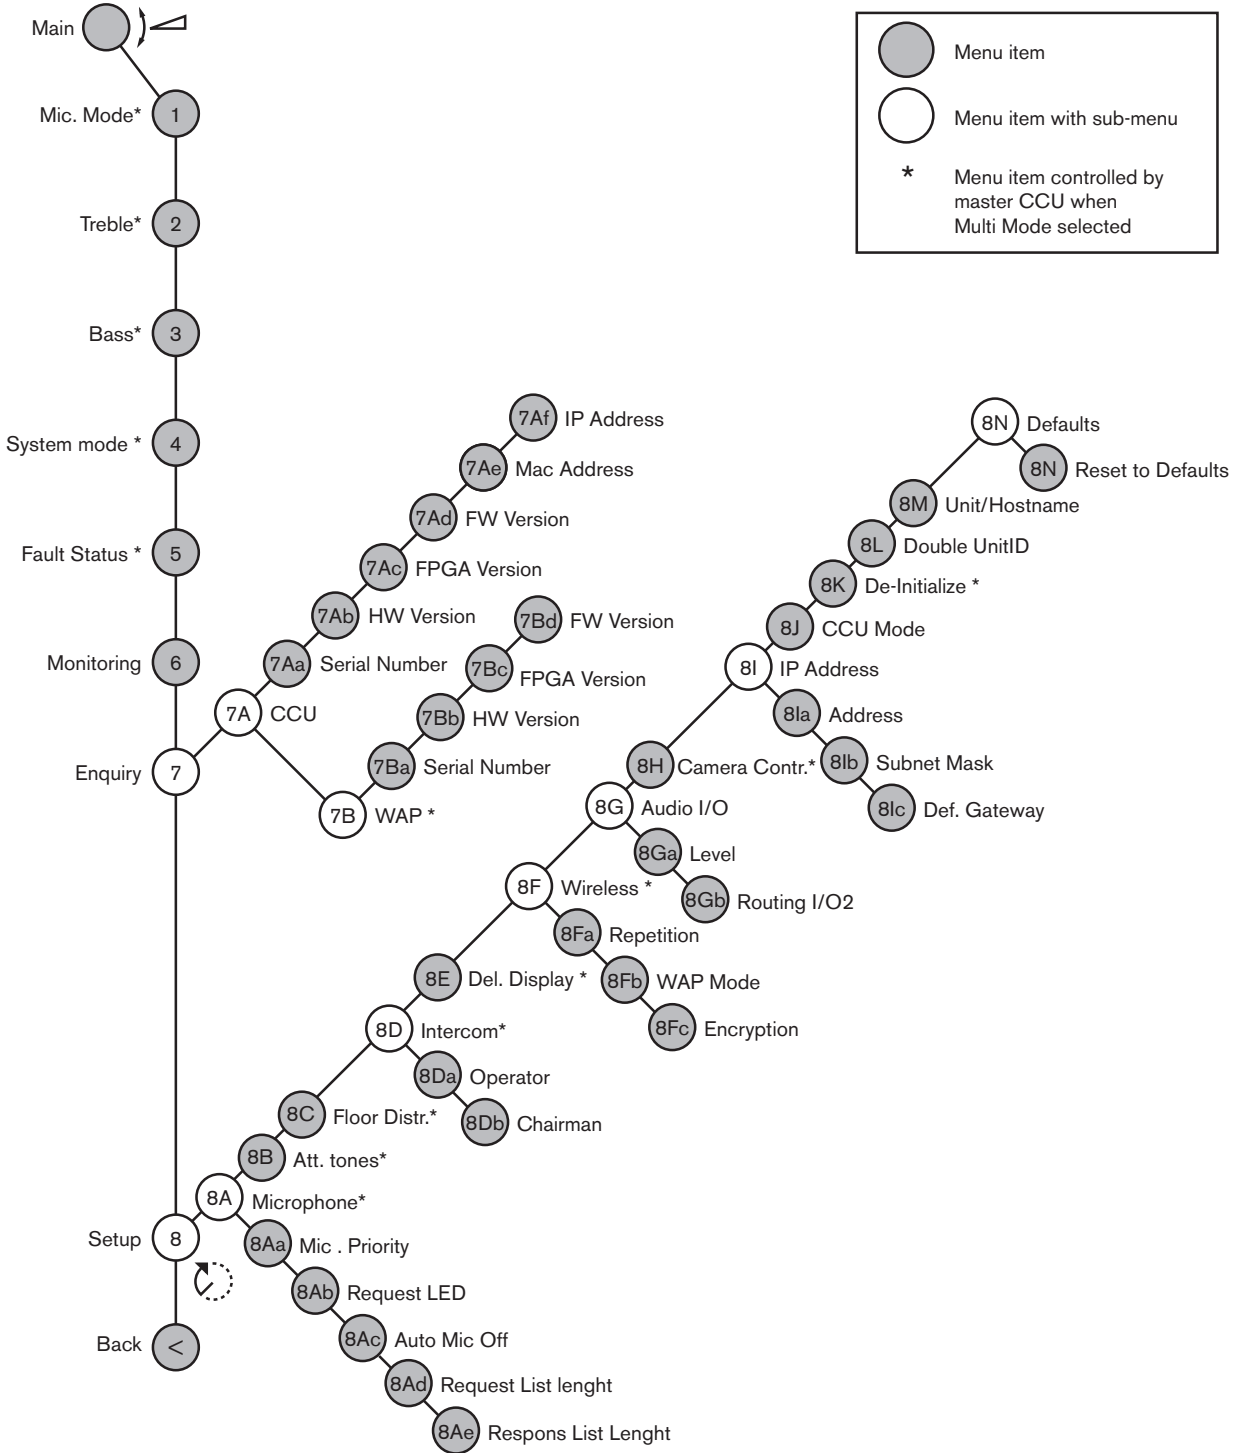 Main
Menu item
Menu item with sub-menu
* Menu item controlled by
master CCU when
Multi Mode selected
Mic. Mode* 1
Treble* 2
Bass* 3
System mode * 4
Fault Status * 5
Monitoring 6
Enquiry 7
7A CCU
7Aa Serial Number
7Ab HW Version
7Ac FPGA Version
7Ad FW Version
7Ae Mac Address
7Af IP Address
7B WAP *
7Ba Serial Number
7Bb HW Version
7Bc FPGA Version
7Bd FW Version
Setup 8
8A Microphone*
8Aa Mic . Priority
8Ab Request LED
8Ac Auto Mic Off
8Ad Request List lenght
8Ae Respons List Lenght
8B Att. tones*
8C Floor Distr.*
8D Intercom*
8Da Operator
8Db Chairman
8E Del. Display *
8F Wireless *
8Fa Repetition
8Fb WAP Mode
8Fc Encryption
8G Audio I/O
8Ga Level
8Gb Routing I/O2
8H Camera Contr.*
8I IP Address
8Ia Address
8Ib Subnet Mask
8Ic Def. Gateway
8J CCU Mode
8K De-Initialize *
8L Double UnitID
8M Unit/Hostname
8N Defaults
8N Reset to Defaults
Back <